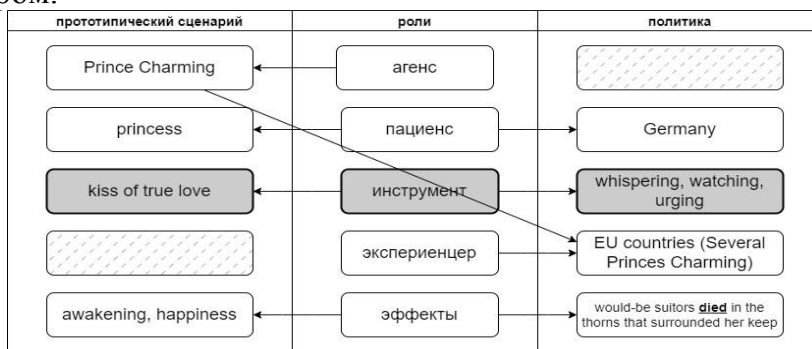 прототипический сценарий роли политика
Prince Charming агенс
princess пациенс Germany
kiss of true love инструмент whispering, watching,
urging
экспериенцер EU countries (Several
Princes Charming)
awakening, happiness эффекты would-be suitors died in the
thorns that surrounded her keep